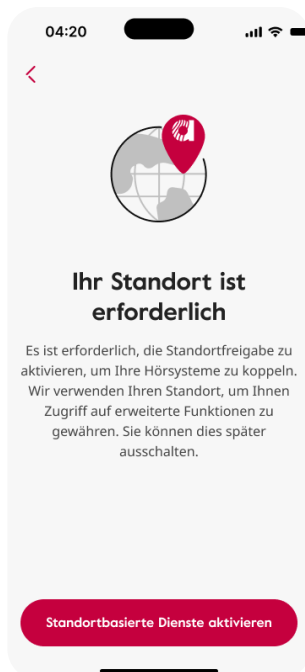 04:20
Ihr Standort ist
erforderlich
Es ist erforderlich, die Standortfreigabe zu
aktivieren, um Ihre Hörsysteme zu koppeln.
Wir verwenden Ihren Standort, um Ihnen
Zugriff auf erweiterte Funktionen zu
gewähren. Sie können dies später
ausschalten.
Standortbasierte Dienste aktivieren